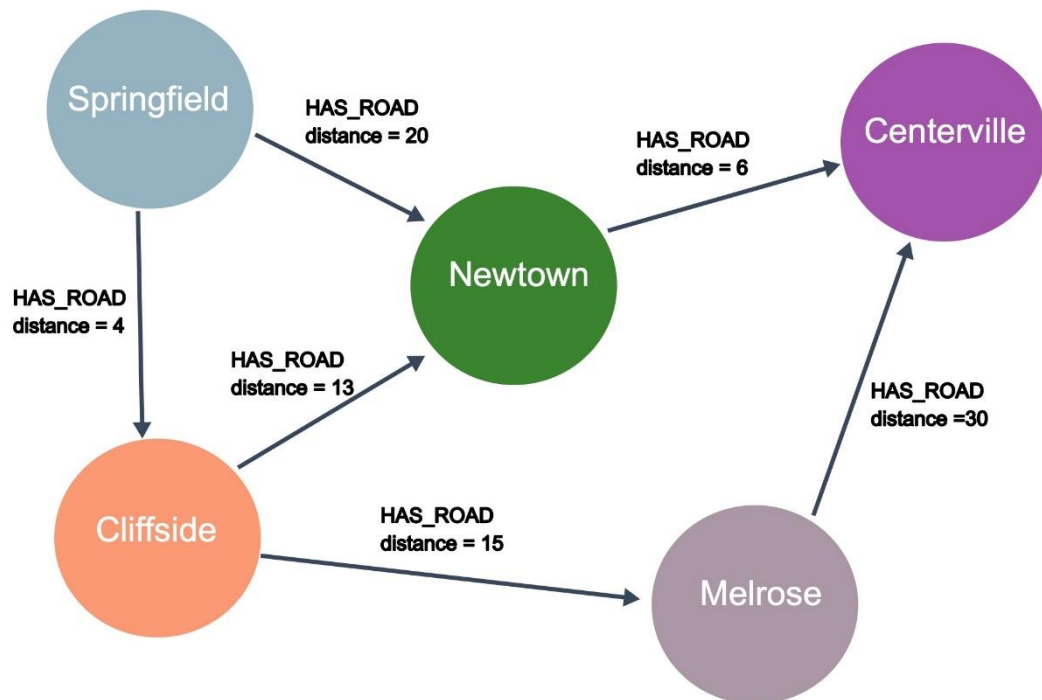 Springfield
HAS_ROAD
distance = 20
Centerville
HAS_ROAD
distance = 6
Newtown
HAS_ROAD
distance = 4
HAS_ROAD
distance = 13
HAS_ROAD
distance =30
Cliffside
HAS_ROAD
distance = 15
Melrose